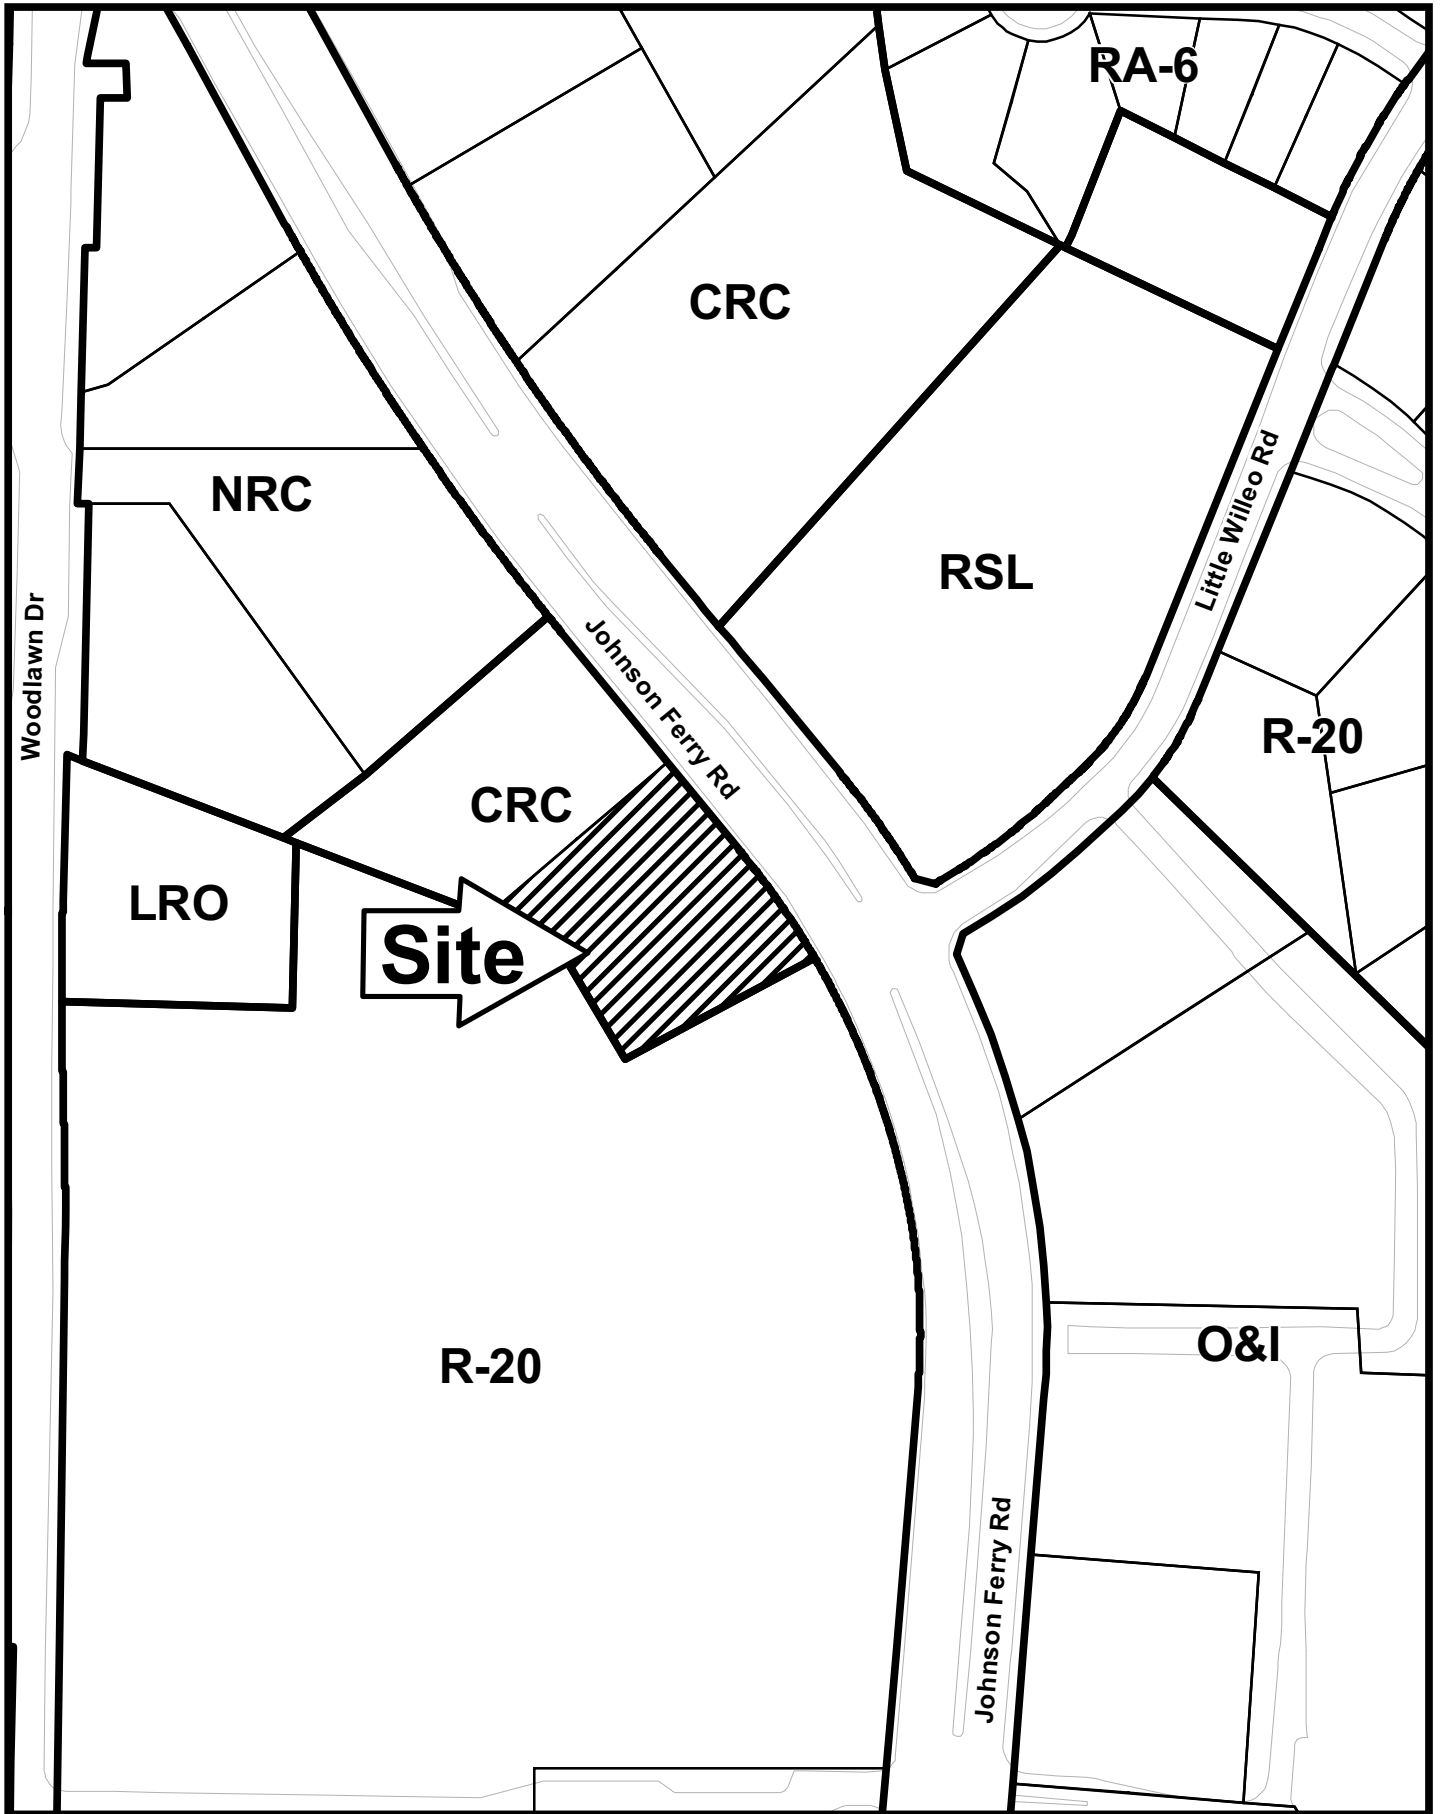 RA-6
CRC
NRC
Little Willeo Rd
RSL
Woodlawn Dr
Johnson Ferry Rd
R-20
CRC
LRO
Site
O&I
R-20
Johnson Ferry Rd